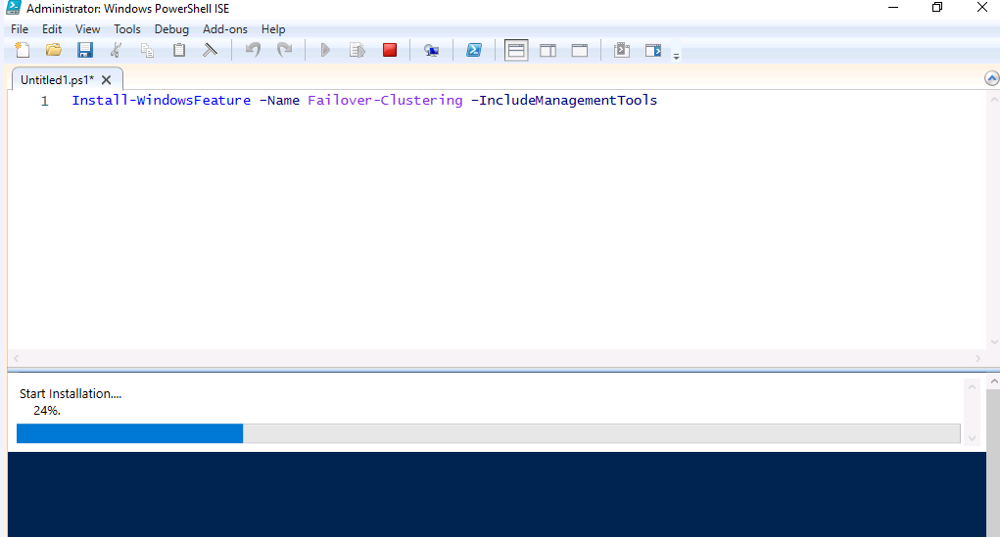 Administrator: Windows PowerShell ISE
File Edit View Tools Debug Add-ons Help
Untitled1.ps1*
1 Install-WindowsFeature -Name Failover-Clustering -IncludeManagementTools
Start Installation....
24%.